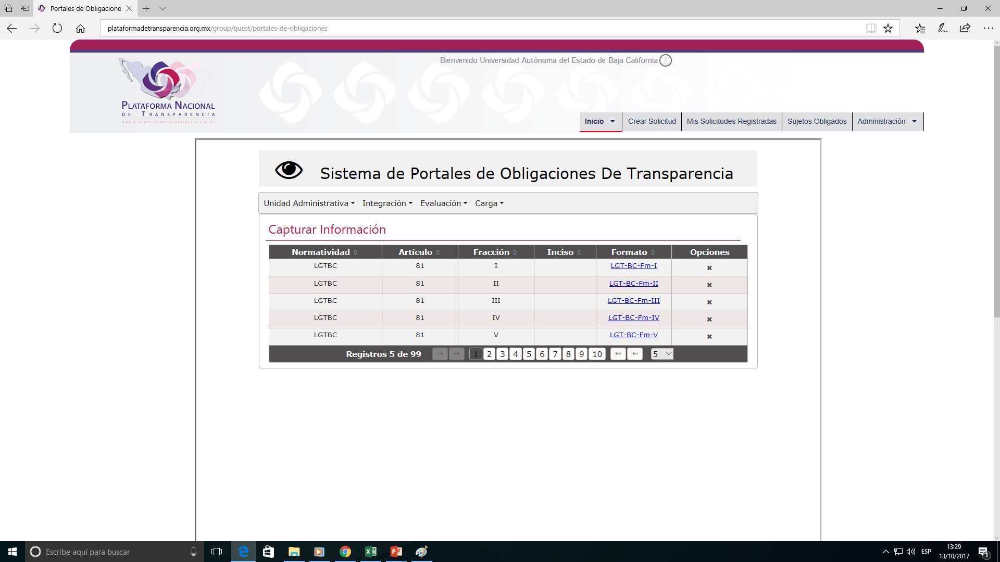 Portales de Obligacione
plataformadetransparencia.org.mx/group/guest/portales-de-obligaciones
Bienvenido Universidad Autónoma del Estado de Baja California
PLATAFORMA NACIONAL
DE TRANSPARENCIA
www.plataformadetransparencia.org.mx
Inicio Crear Solicitud Mis Solicitudes Registradas Sujetos Obligados Administración
Sistema de Portales de Obligaciones De Transparencia
Unidad Administrativa Integración Evaluación Carga
Capturar Información
Normatividad Artículo Fracción Inciso Formato Opciones
LGTBC 81 I LGT-BC-Fm-I
LGTBC 81 II LGT-BC-Fm-II
LGTBC 81 III LGT-BC-Fm-III
LGTBC 81 IV LGT-BC-Fm-IV
LGTBC 81 V LGT-BC-Fm-V
Registros 5 de 99 1 2 3 4 5 6 7 8 9 10 5
Escribe aquí para buscar
ESP
13:29
13/10/2017
1